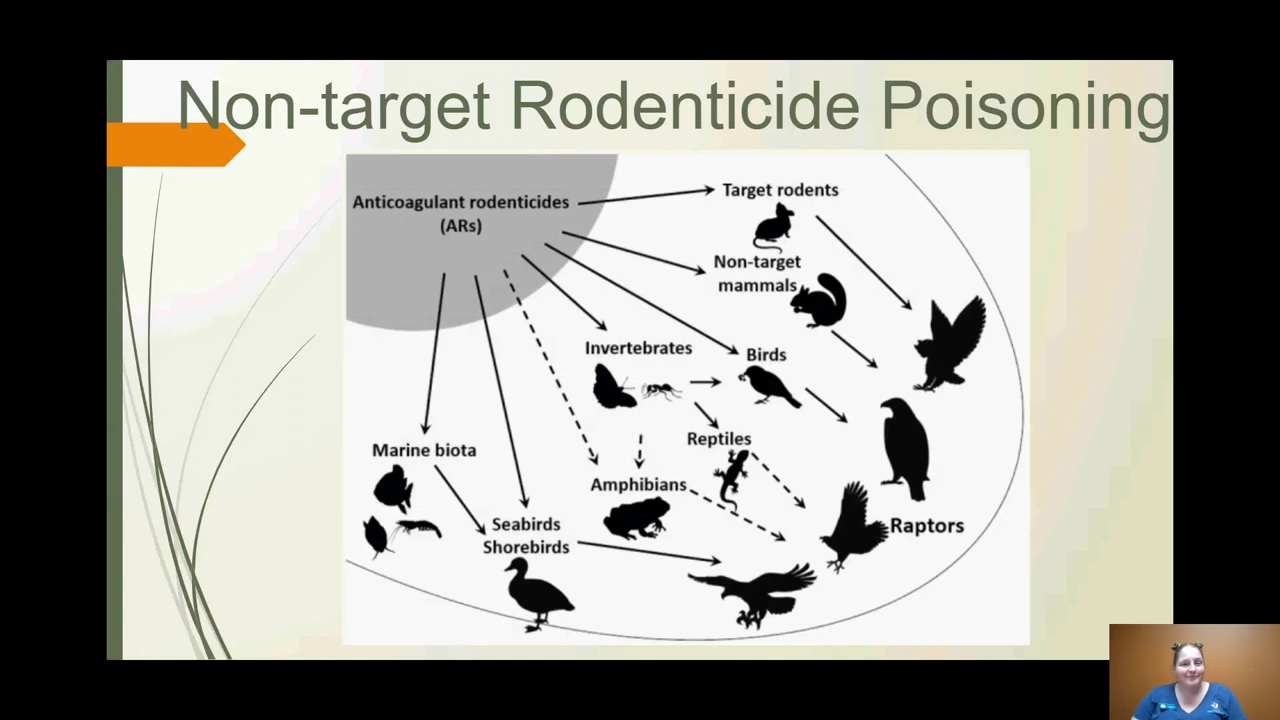 Non-target Rodenticide Poisoning
Anticoagulant rodenticides
(ARs)
Target rodents
Non-target
mammals
Invertebrates
Birds
Reptiles
Marine biota
Amphibians
Seabirds
Shorebirds
Raptors